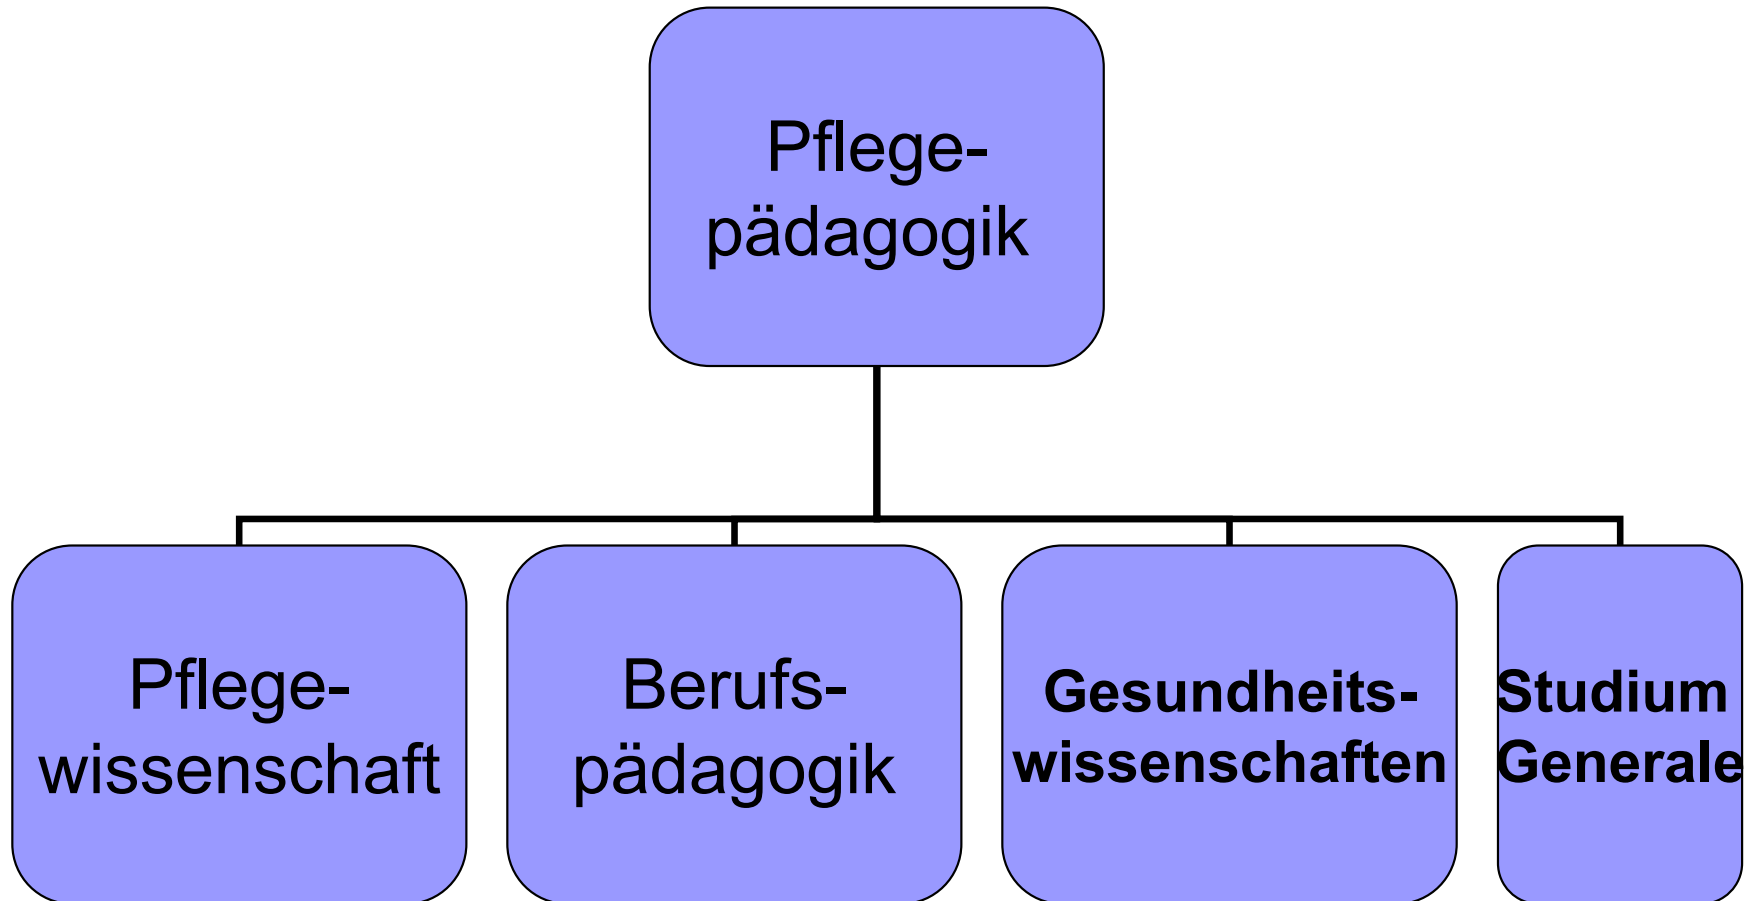 Pflege-
pädagogik
Pflege-
wissenschaft
Berufs-
pädagogik
Gesundheits-
wissenschaften
Studium
Generale